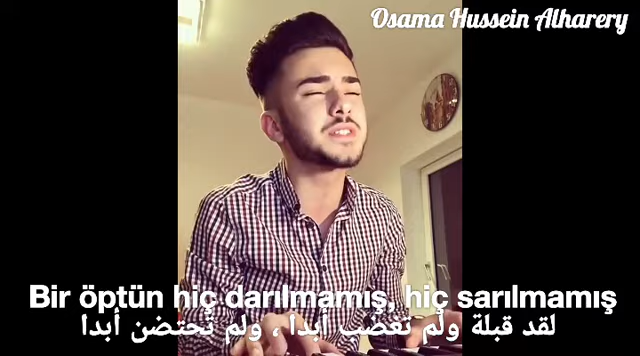 Osama Hussein Alharery
Bir öptün hiç darılmamış, hiç sarılmamış
لقد قبلة ولم تغضب أبداً ، ولم تحتضن أبداً